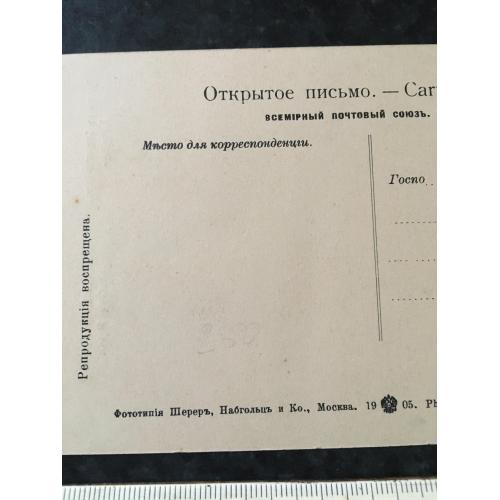 Открытое письмо. — Car
ВСЕМІРНЫЙ ПОЧТОВЫЙ СОЮЗЪ.
Мѣсто для корреспонденціи.
Госпо
Репродукція воспрещена.
Фототипія Шереръ, Набгольцъ и Ко., Москва. 19 05. Ph